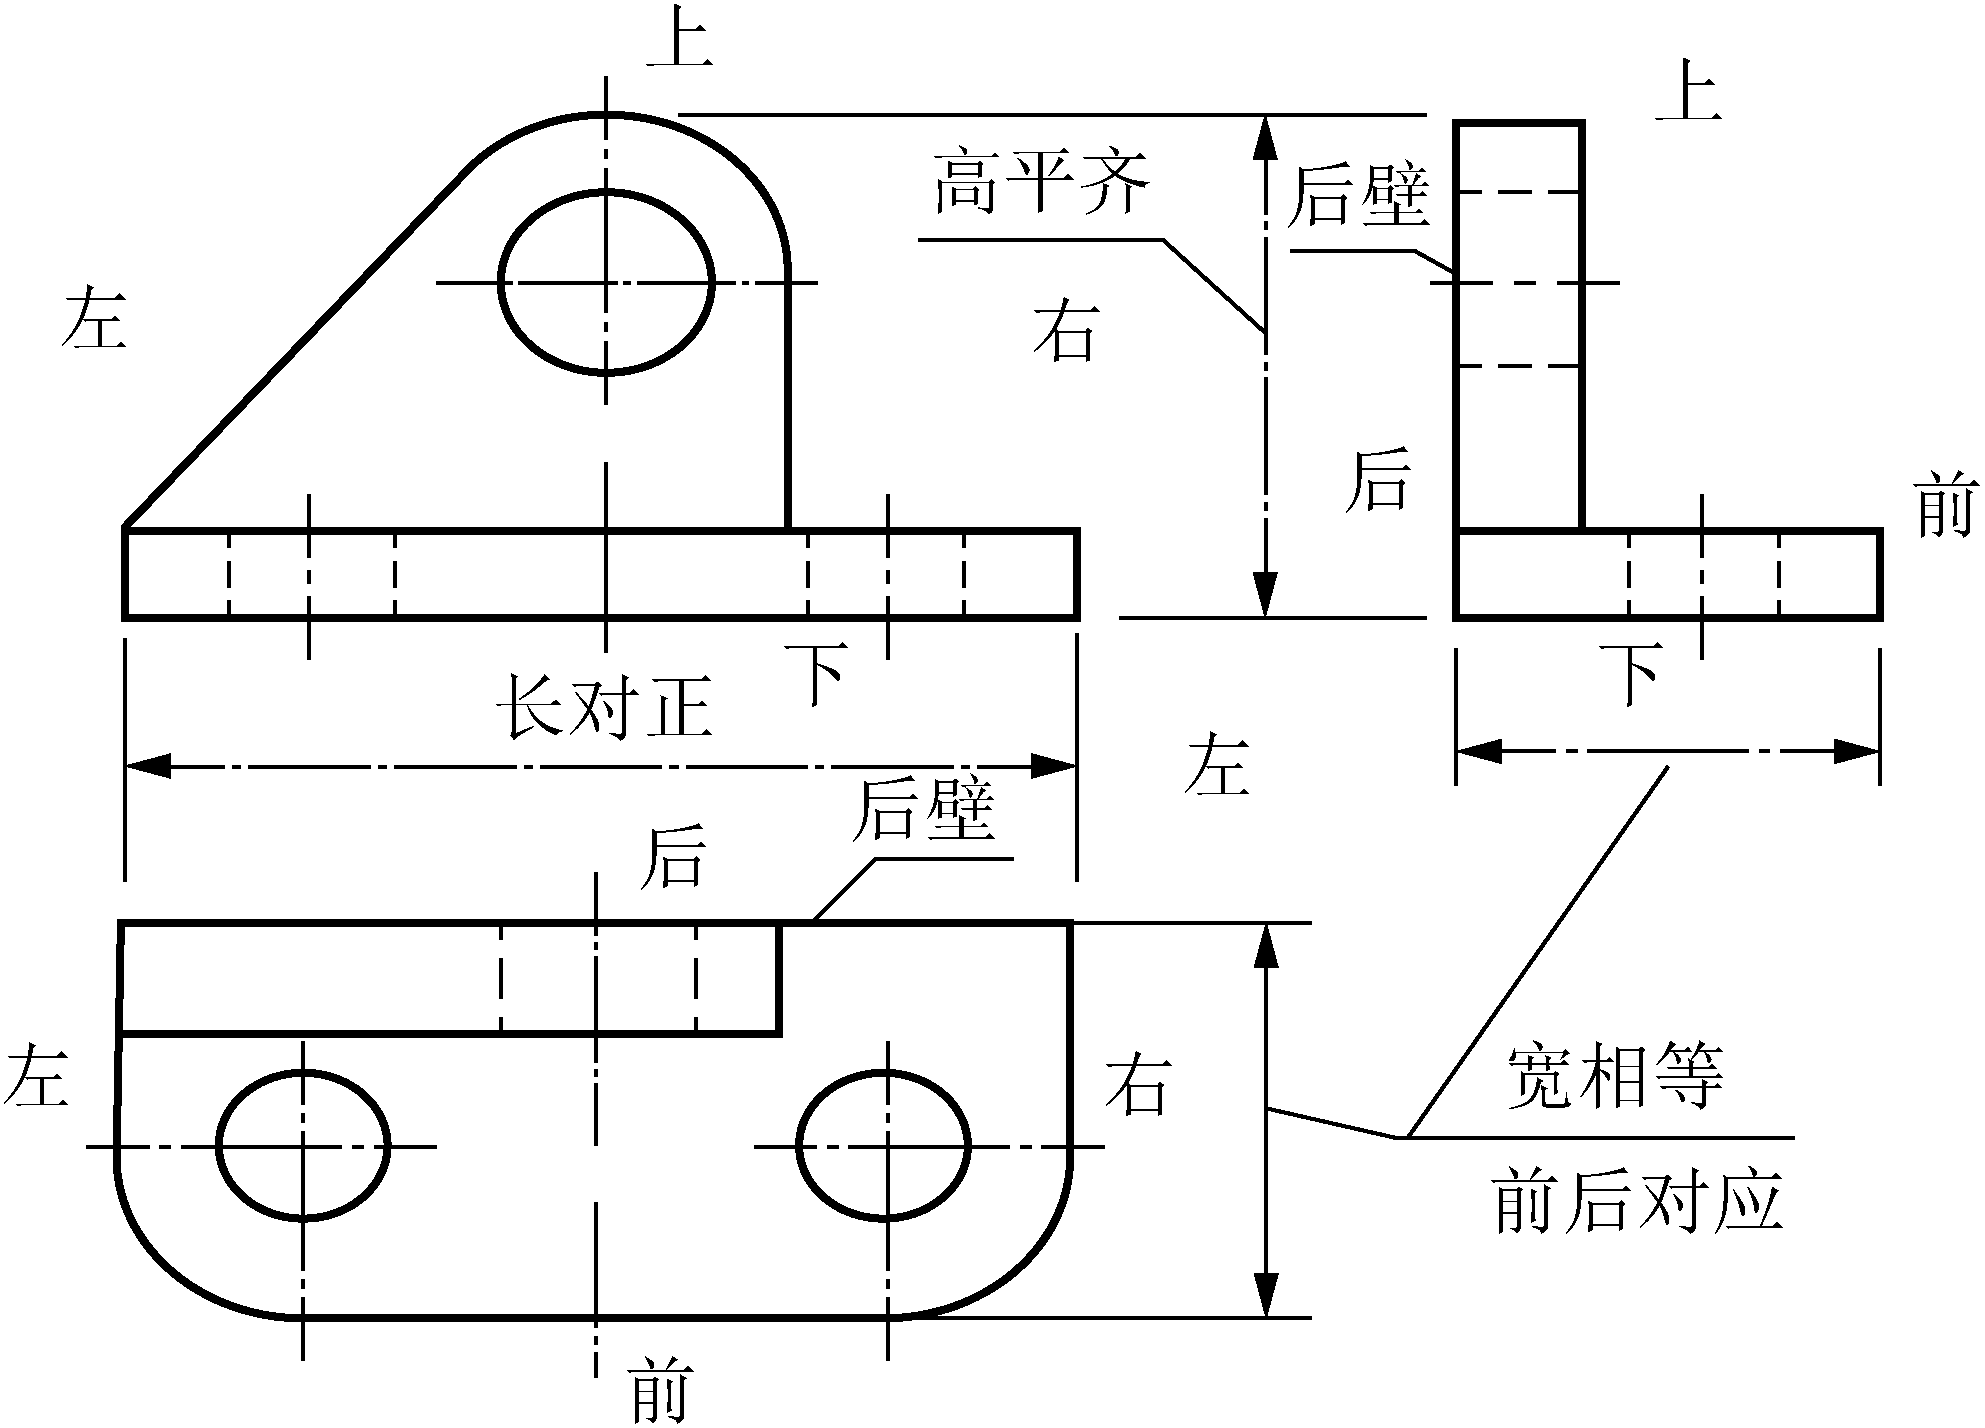 上
上
高平齐
后壁
左
右
后
前
下
下
长对正
左
后壁
后
左
右
宽相等
前后对应
前